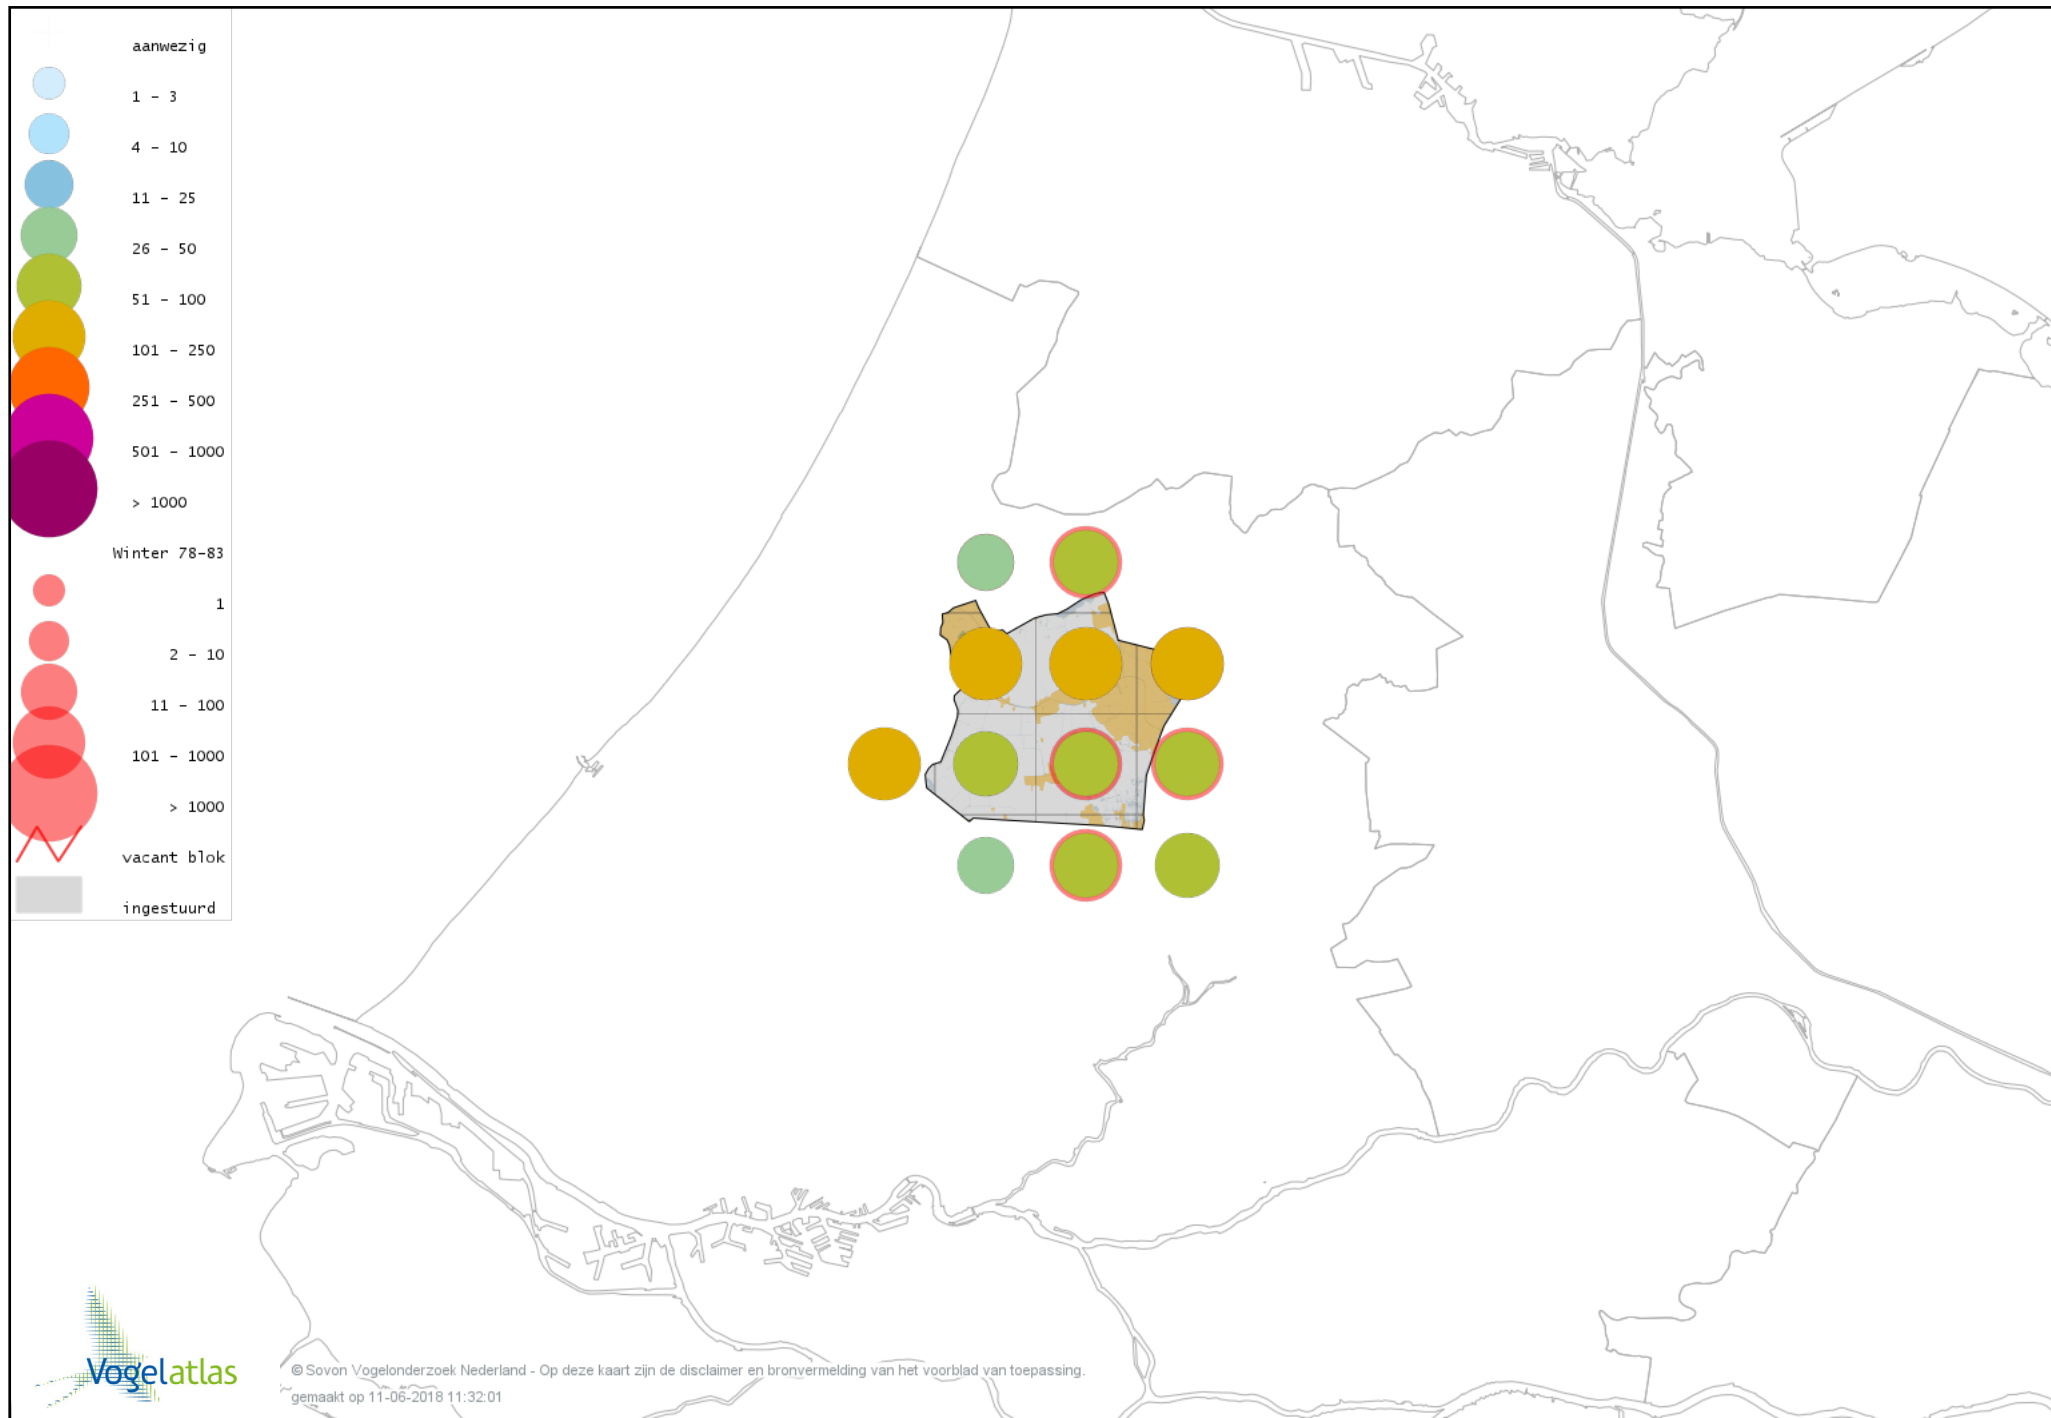 aanwezig
1 - 3
4 - 10
11 - 25
26 - 50
51 - 100
101 - 250
251 - 500
501 - 1000
> 1000
Winter 78-83
1
2 - 10
11 - 100
101 - 1000
> 1000
vacant blok
ingestuurd
Vogelatlas
© Sovon Vogelonderzoek Nederland - Op deze kaart zijn de disclaimer en bronvermelding van het voorblad van toepassing.
gemaakt op 11-06-2018 11:32:01